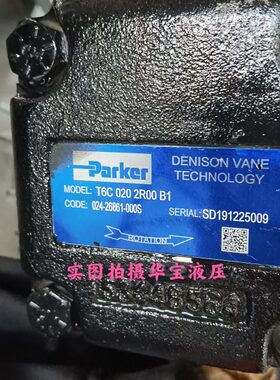 Parker
DENISON VANE
TECHNOLOGY
MODEL: T6C 020 2R00 B1
CODE: 024-26861-000S
SERIAL: SD191225009
ROTATION
实图拍摄华宝液压